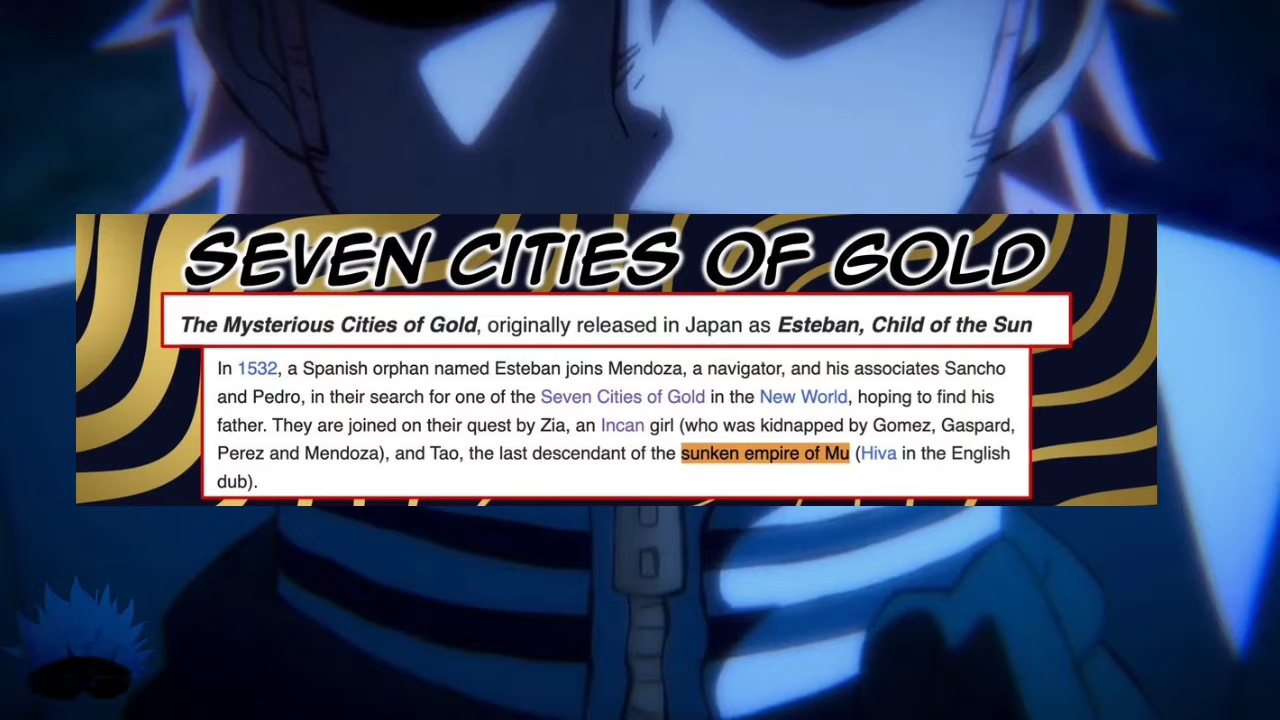 SEVEN CITIES OF GOLD
The Mysterious Cities of Gold, originally released in Japan as Esteban, Child of the Sun
In 1532, a Spanish orphan named Esteban joins Mendoza, a navigator, and his associates Sancho
and Pedro, in their search for one of the Seven Cities of Gold in the New World, hoping to find his
father. They are joined on their quest by Zia, an Incan girl (who was kidnapped by Gomez, Gaspard,
Perez and Mendoza), and Tao, the last descendant of the sunken empire of Mu (Hiva in the English
dub).